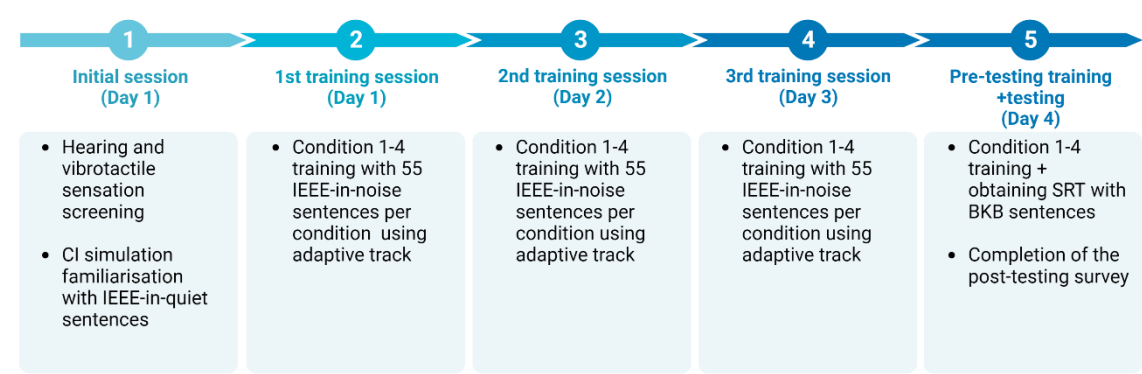 1
Initial session
(Day 1)
• Hearing and
vibrotactile
sensation
screening
• CI simulation
familiarisation
with IEEE-in-quiet
sentences
2
1st training session
(Day 1)
• Condition 1-4
training with 55
IEEE-in-noise
sentences per
condition using
adaptive track
3
2nd training session
(Day 2)
• Condition 1-4
training with 55
IEEE-in-noise
sentences per
condition using
adaptive track
4
3rd training session
(Day 3)
• Condition 1-4
training with 55
IEEE-in-noise
sentences per
condition using
adaptive track
5
Pre-testing training
+testing
(Day 4)
• Condition 1-4
training +
obtaining SRT with
BKB sentences
• Completion of the
post-testing survey